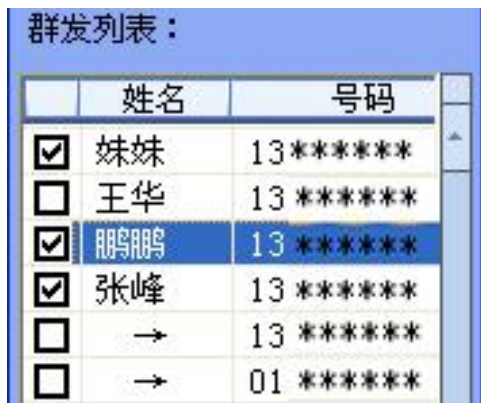 群发列表：
姓名 号码
妹妹 13******
王华 13 ******
鹏鹏 13 ******
张峰 13 ******
→ 13 ******
→ 01 ******